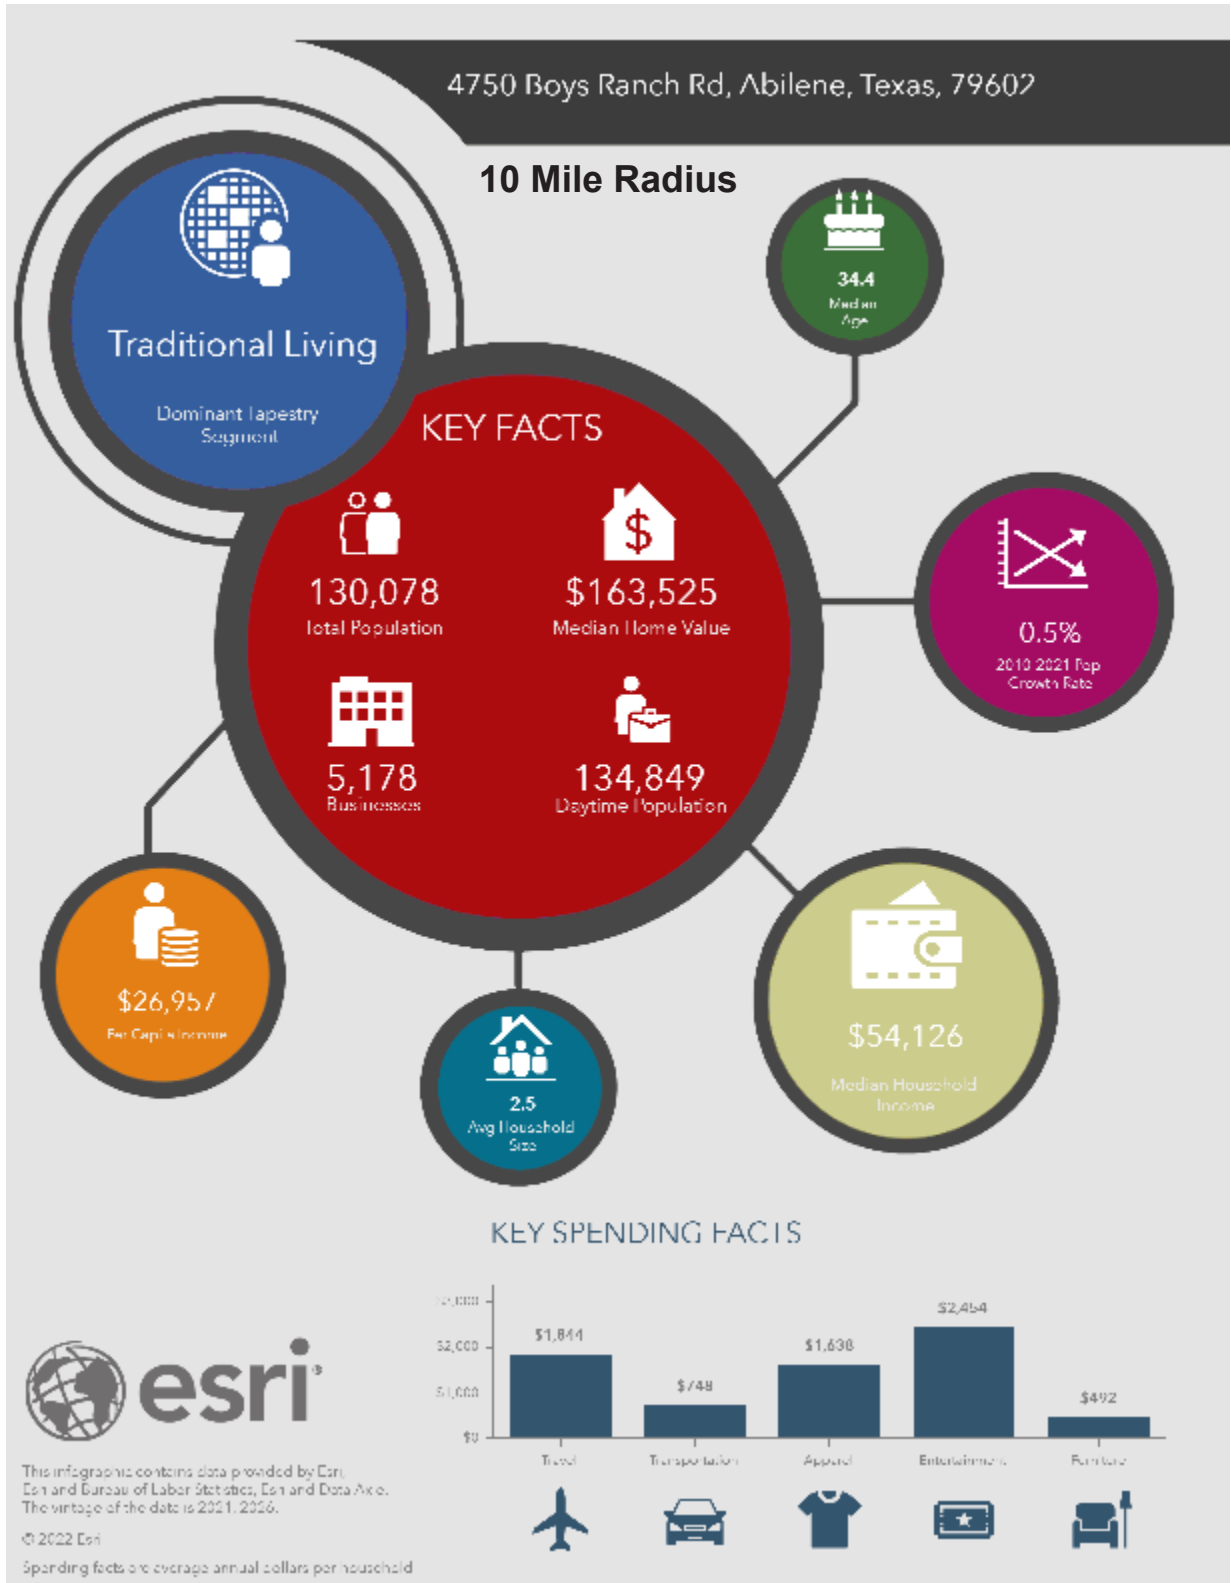 4750 Boys Ranch Rd, Abilene, Texas, 79602
10 Mile Radius
Traditional Living
Dominant Tapestry
Segment
34.4
Median
Age
KEY FACTS
130,078
Total Population
$163,525
Median Home Value
5,178
Businesses
134,849
Daytime Population
0.5%
2010-2021 Pop
Growth Rate
$26,957
Per Capita Income
2.5
Avg Household
Size
$54,126
Median Household
Income
KEY SPENDING FACTS
$3,000
$2,000
$1,000
$0
$1,844
$748
$1,638
$2,454
$492
Travel
Transportation
Apparel
Entertainment
Furniture
esri®
This infographic contains data provided by Esri,
Esri and Bureau of Labor Statistics, Esri and Data Axle.
The vintage of the data is 2021, 2026.
© 2022 Esri
Spending facts are average annual dollars per household